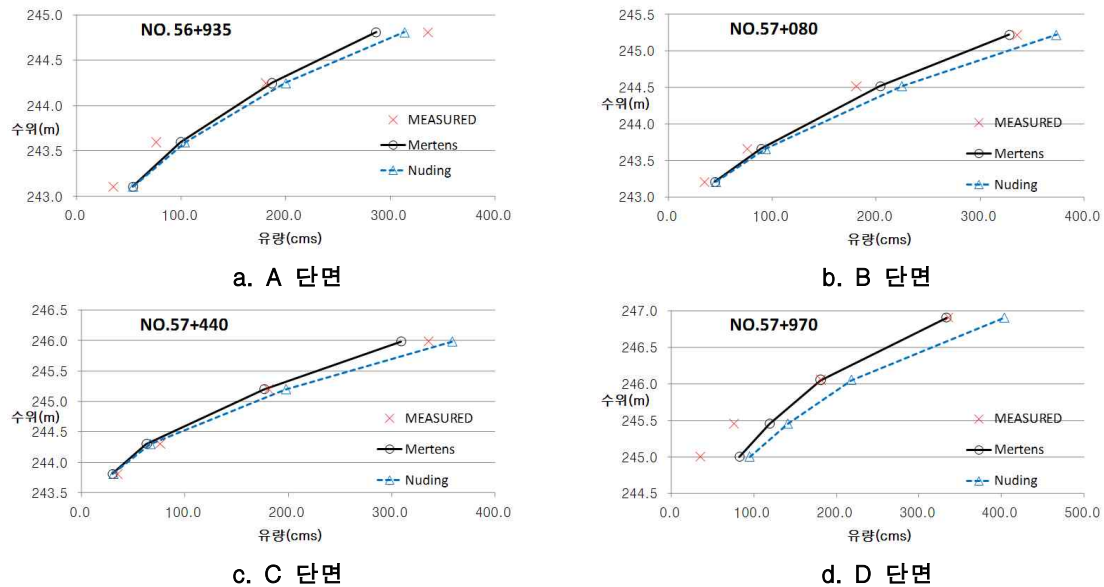 NO. 56+935
245.0
244.5
244.0
수위(m)
243.5
243.0
0.0 100.0 200.0 300.0 400.0
유량(cms)
MEASURED
Mertens
Nuding
a. A 단면
NO.57+080
245.5
245.0
244.5
244.0
수위(m)
243.5
243.0
0.0 100.0 200.0 300.0 400.0
유량(cms)
MEASURED
Mertens
Nuding
b. B 단면
NO.57+440
246.5
246.0
245.5
245.0
수위(m)
244.5
244.0
243.5
0.0 100.0 200.0 300.0 400.0
유량(cms)
MEASURED
Mertens
Nuding
c. C 단면
NO.57+970
247.0
246.5
246.0
수위(m)
245.5
245.0
244.5
0.0 100.0 200.0 300.0 400.0 500.0
유량(cms)
MEASURED
Mertens
Nuding
d. D 단면